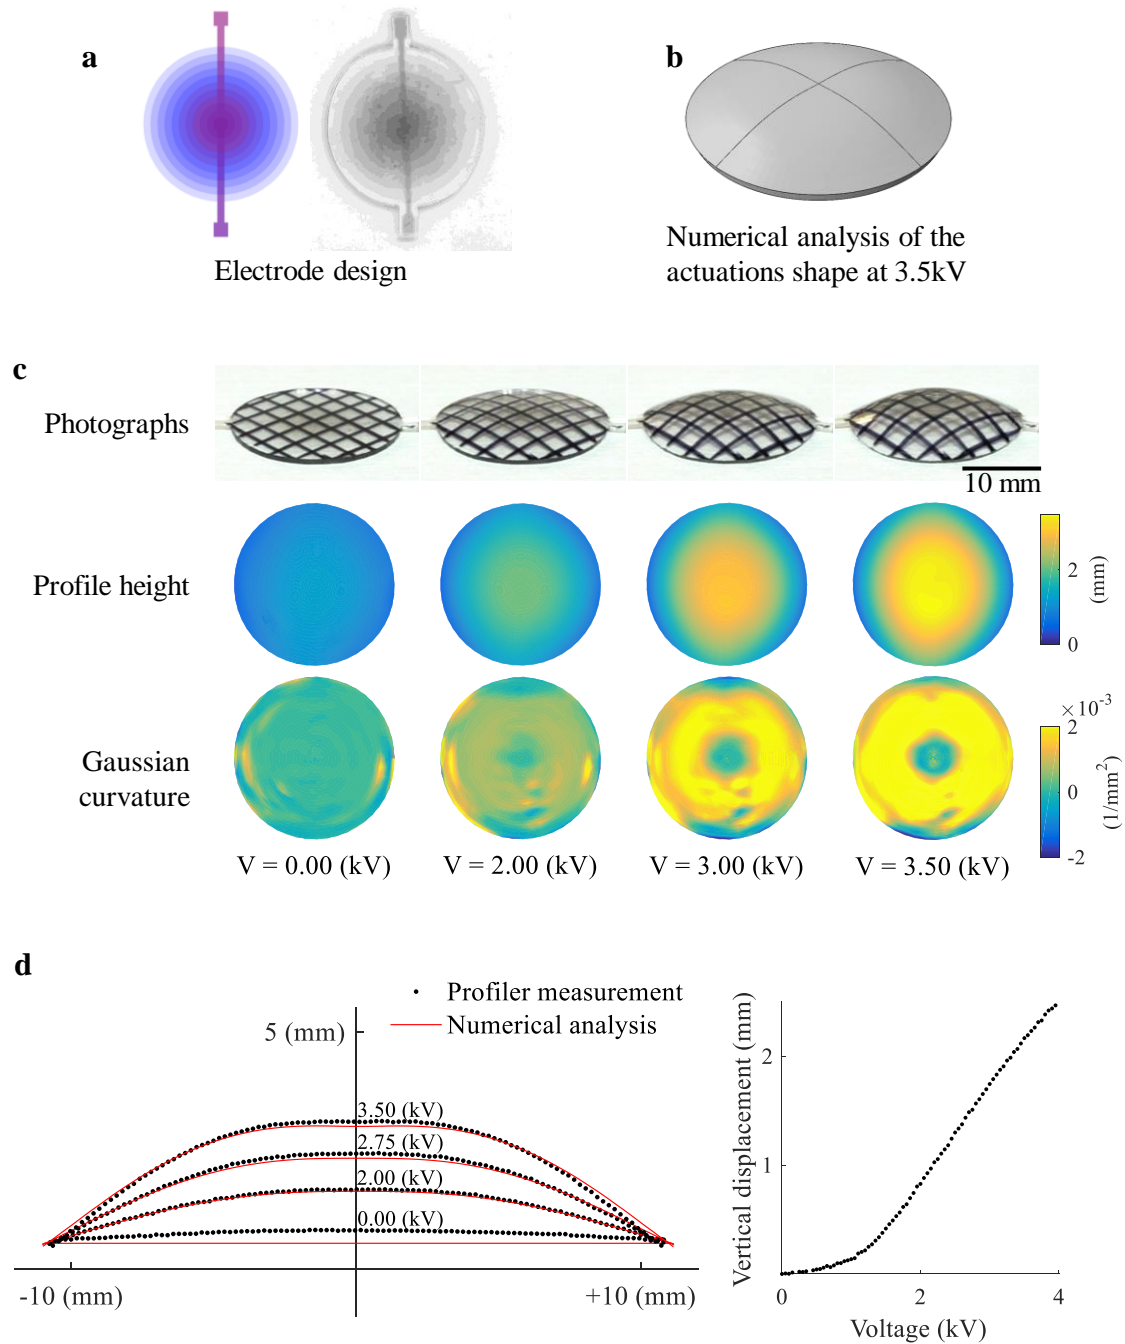 a
b
Electrode design
Numerical analysis of the
actuations shape at 3.5kV
c
Photographs
10 mm
Profile height
2
0
(mm)
Gaussian
curvature
×10⁻³
2
0
-2
(1/mm²)
V = 0.00 (kV)
V = 2.00 (kV)
V = 3.00 (kV)
V = 3.50 (kV)
d
Profiler measurement
Numerical analysis
5 (mm)
3.50 (kV)
2.75 (kV)
2.00 (kV)
0.00 (kV)
-10 (mm)
+10 (mm)
Vertical displacement (mm)
2
1
0
2
4
Voltage (kV)